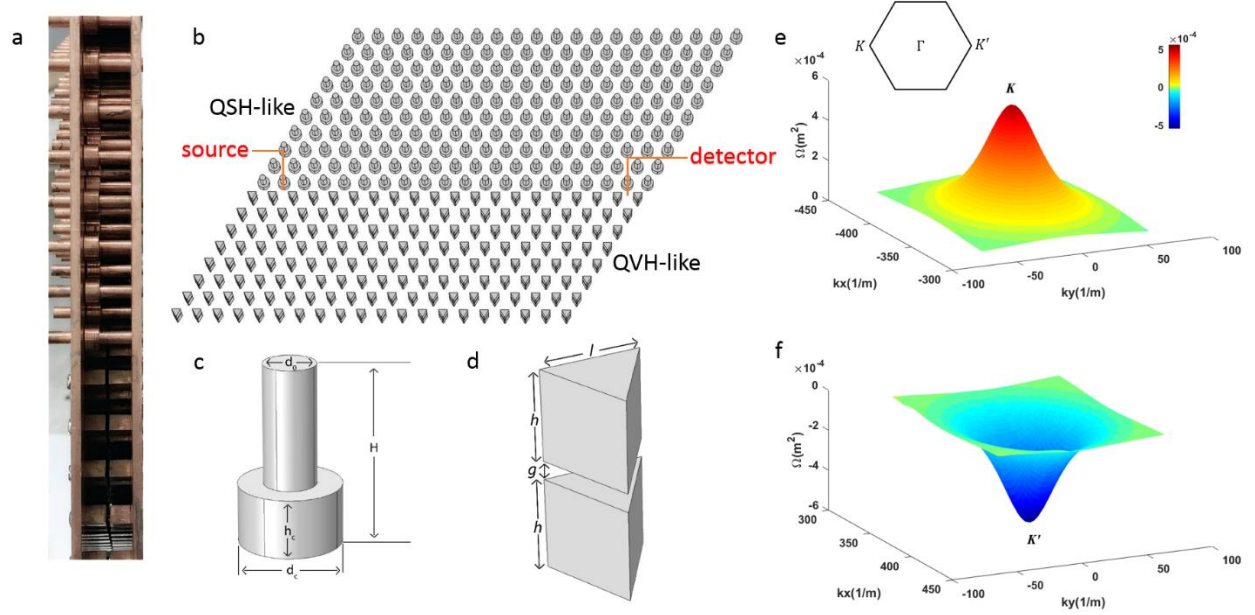 a
b
QSH-like
source
detector
QVH-like
c
d₀
H
h_c
d_c
d
l
h
g
h
e
K
Γ
K'
×10⁻⁴
5
0
-5
×10⁻⁴
6
4
2
0
Ω(m²)
K
-450
-400
-350
-300
kx(1/m)
-100
-50
0
50
100
ky(1/m)
f
×10⁻⁴
0
-2
-4
-6
Ω(m²)
K'
300
350
400
450
kx(1/m)
-100
-50
0
50
100
ky(1/m)